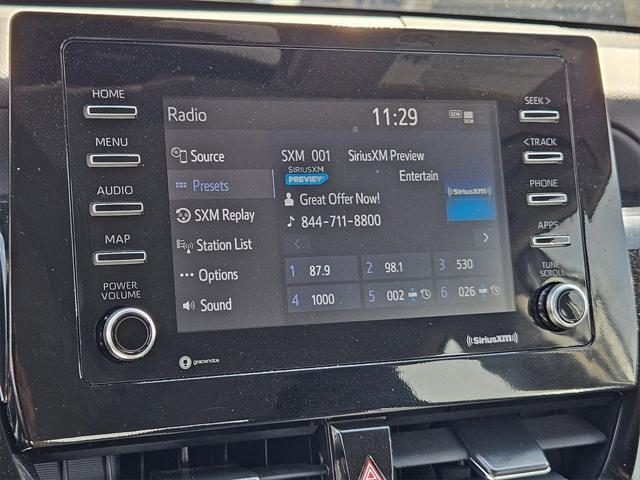 HOME
MENU
AUDIO
MAP
POWER
VOLUME
Radio
11:29
DCM
DCM
Source
Presets
SXM Replay
Station List
Options
Sound
SXM 001 SiriusXM Preview
SIRIUSXM
PREVIEW
Entertain
Great Offer Now!
844-711-8800
((SiriusXM))
1 87.9
2 98.1
3 530
4 1000
5 002
6 026
SEEK >
< TRACK
PHONE
APPS
TUNE
SCROLL
gracenote
((SiriusXM))